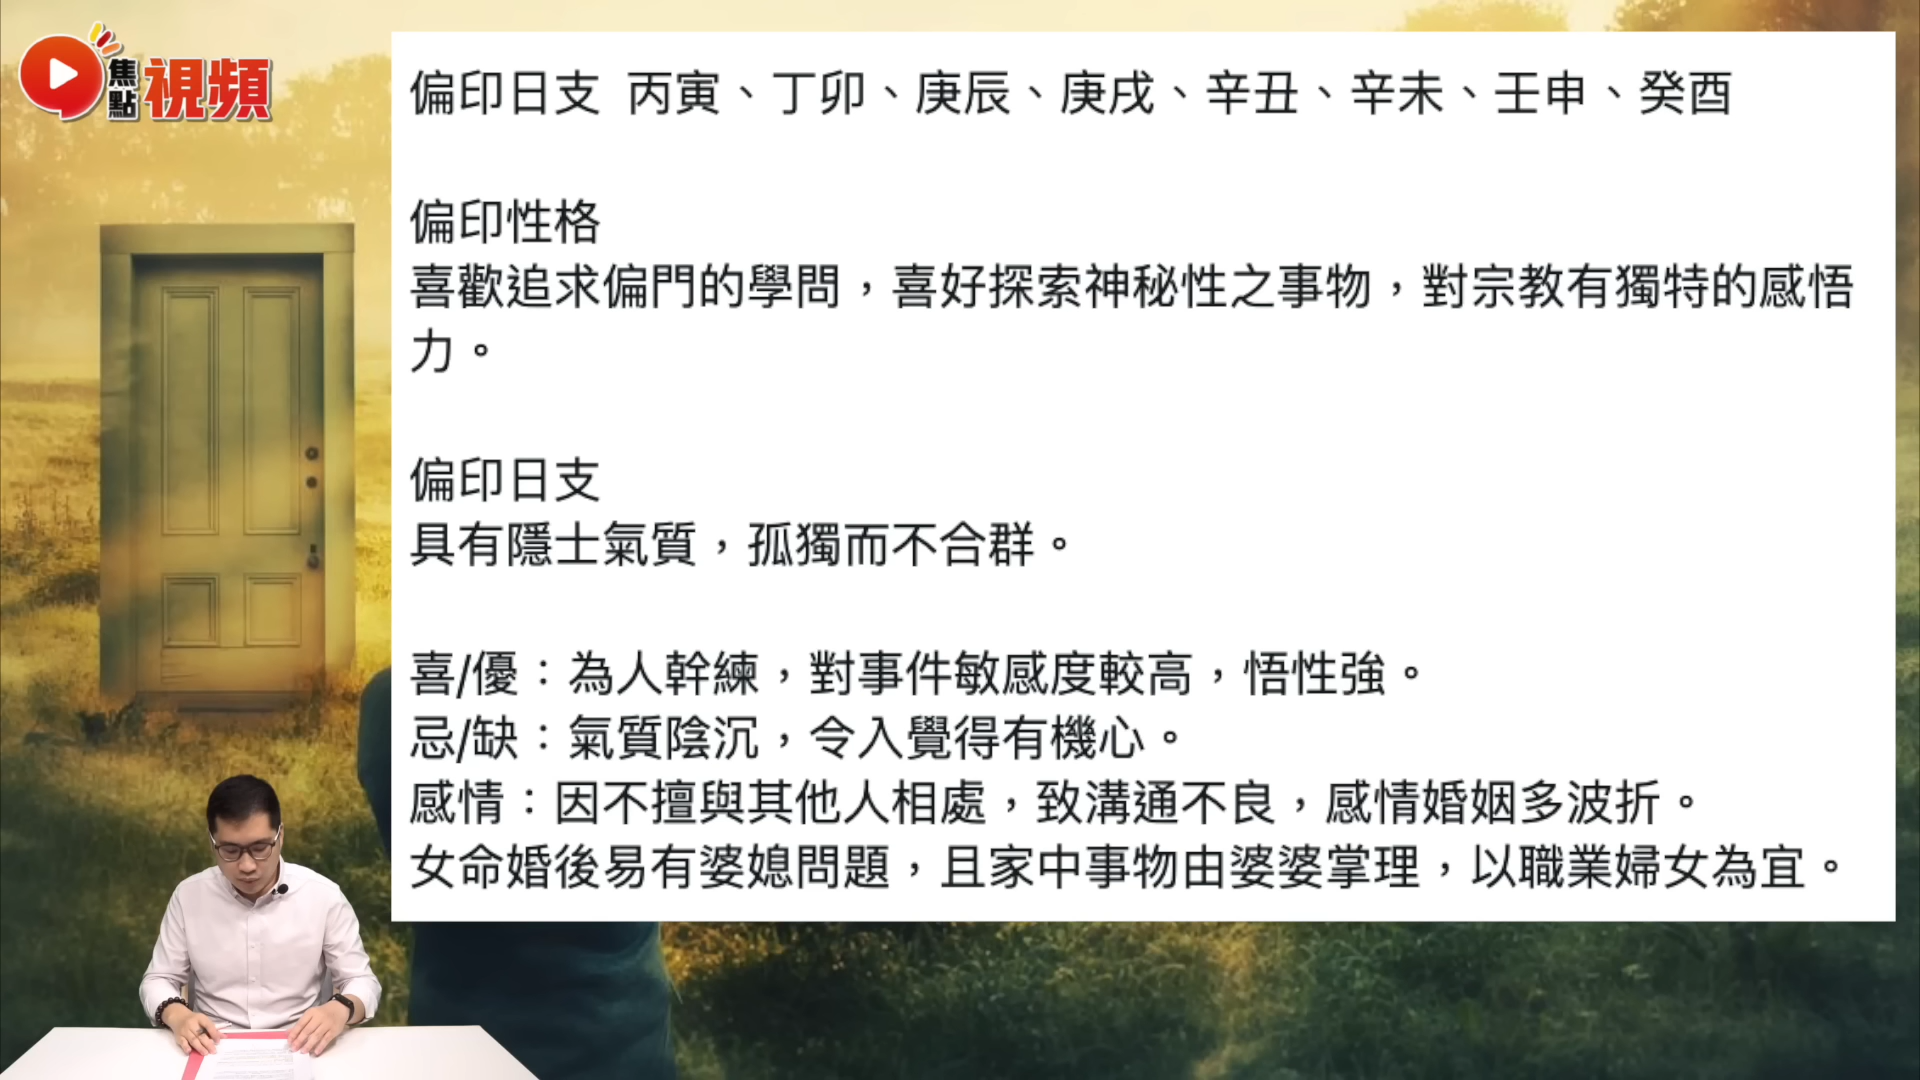 焦點視頻
偏印日支 丙寅、丁卯、庚辰、庚戌、辛丑、辛未、壬申、癸酉
偏印性格
喜歡追求偏門的學問，喜好探索神秘性之事物，對宗教有獨特的感悟
力。
偏印日支
具有隱士氣質，孤獨而不合群。
喜/優：為人幹練，對事件敏感度較高，悟性強。
忌/缺：氣質陰沉，令入覺得有機心。
感情：因不擅與其他人相處，致溝通不良，感情婚姻多波折。
女命婚後易有婆媳問題，且家中事物由婆婆掌理，以職業婦女為宜。